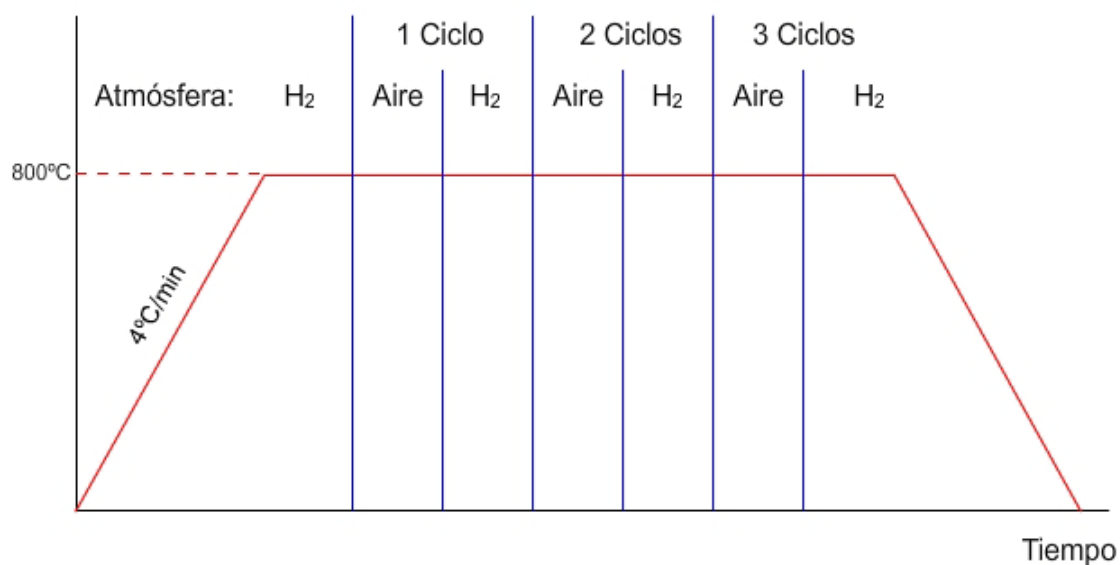 1 Ciclo 2 Ciclos 3 Ciclos
Atmósfera: H₂ Aire H₂ Aire H₂ Aire H₂
800ºC
4ºC/min
Tiempo